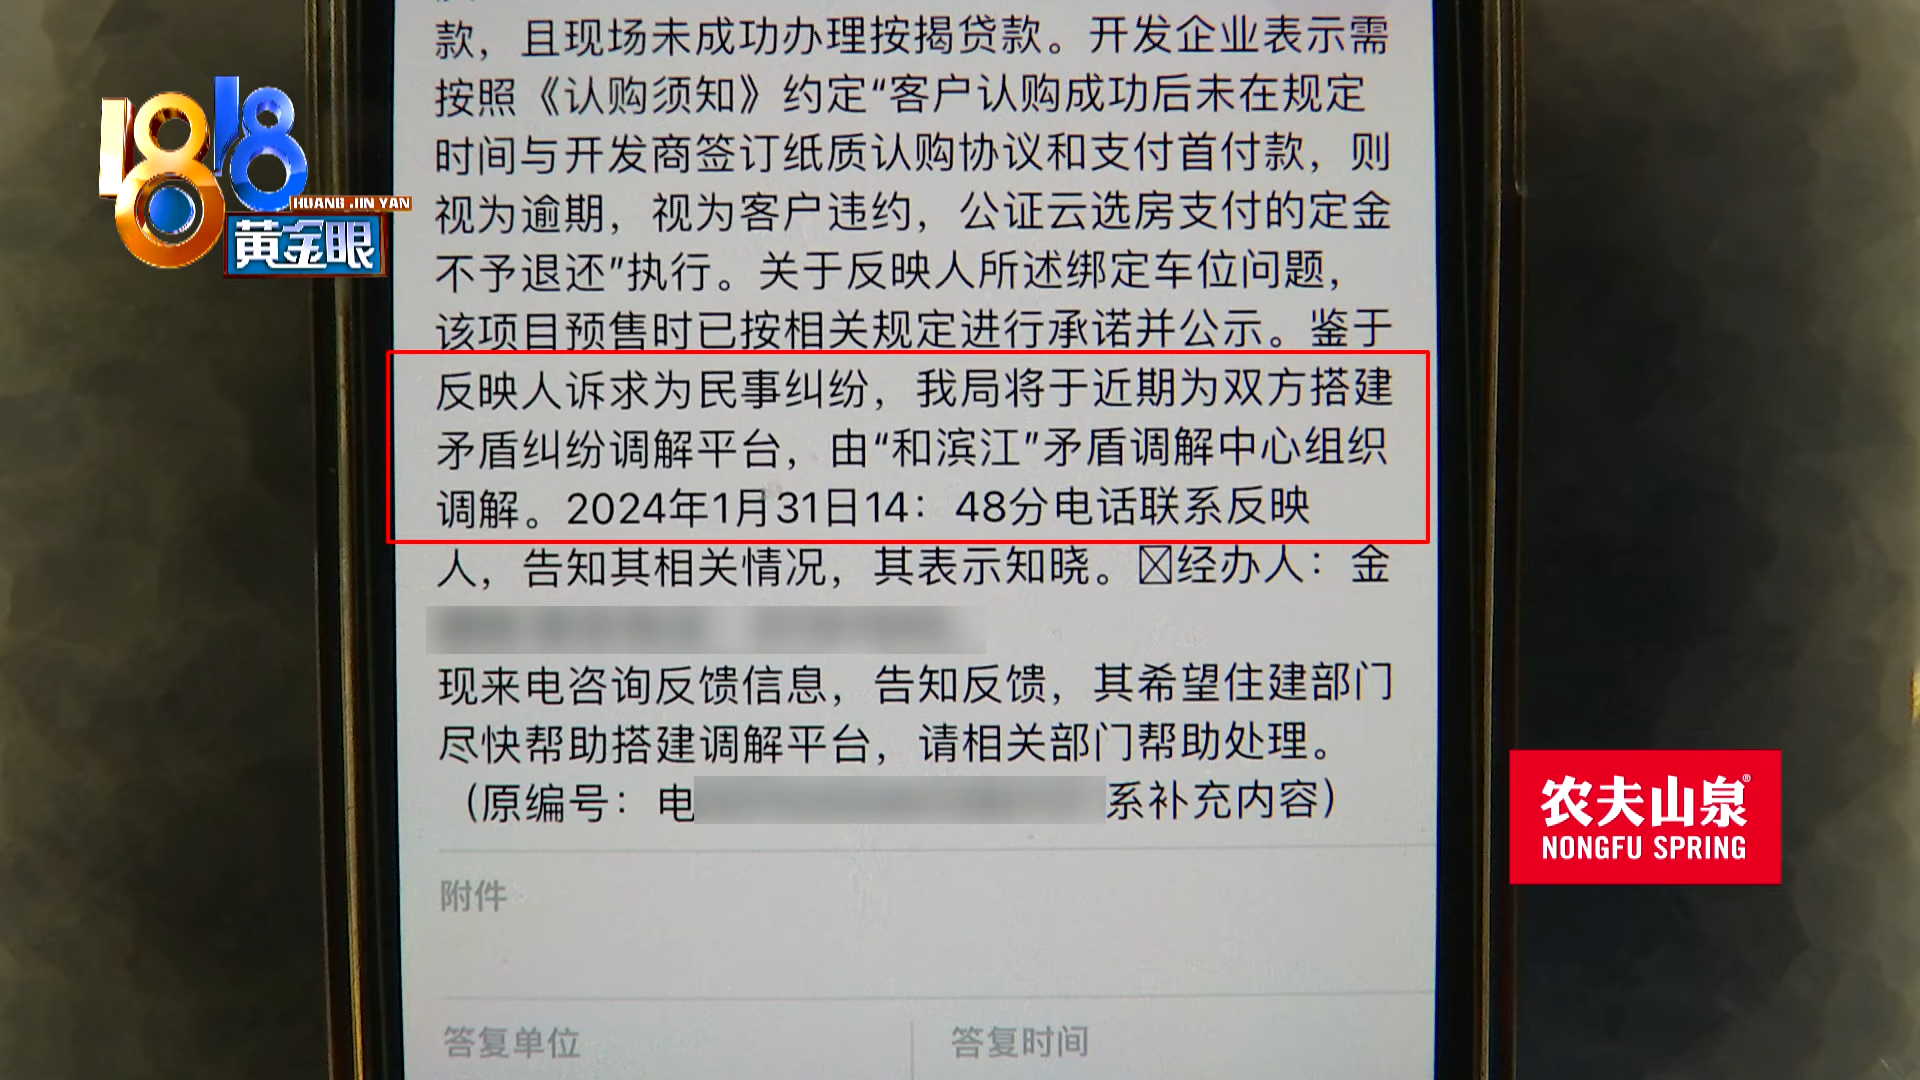 款，且现场未成功办理按揭贷款。开发企业表示需
按照《认购须知》约定“客户认购成功后未在规定
时间与开发商签订纸质认购协议和支付首付款，则
视为逾期，视为客户违约，公证云选房支付的定金
不予退还”执行。关于反映人所述绑定车位问题，
该项目预售时已按相关规定进行承诺并公示。鉴于
反映人诉求为民事纠纷，我局将于近期为双方搭建
矛盾纠纷调解平台，由“和滨江”矛盾调解中心组织
调解。2024年1月31日14：48分电话联系反映
人，告知其相关情况，其表示知晓。☒经办人：金
现来电咨询反馈信息，告知反馈，其希望住建部门
尽快帮助搭建调解平台，请相关部门帮助处理。
（原编号：电
系补充内容）
附件
答复单位
答复时间
1818
HUANG JIN YAN
黄金眼
农夫山泉®
NONGFU SPRING